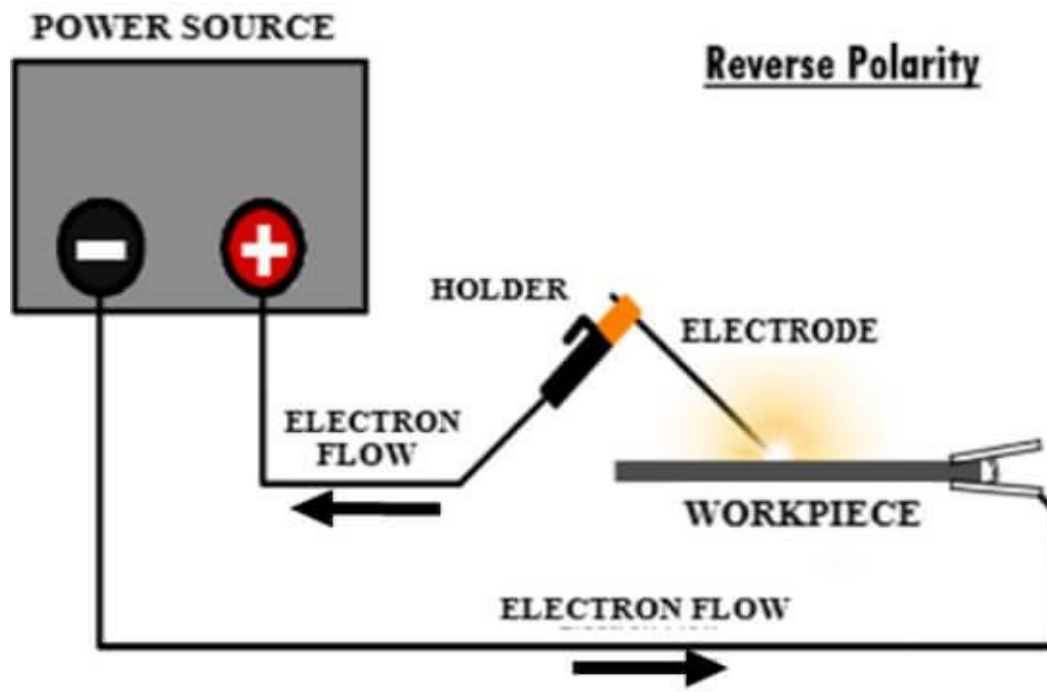 POWER SOURCE
Reverse Polarity
HOLDER
ELECTRODE
ELECTRON
FLOW
WORKPIECE
ELECTRON FLOW